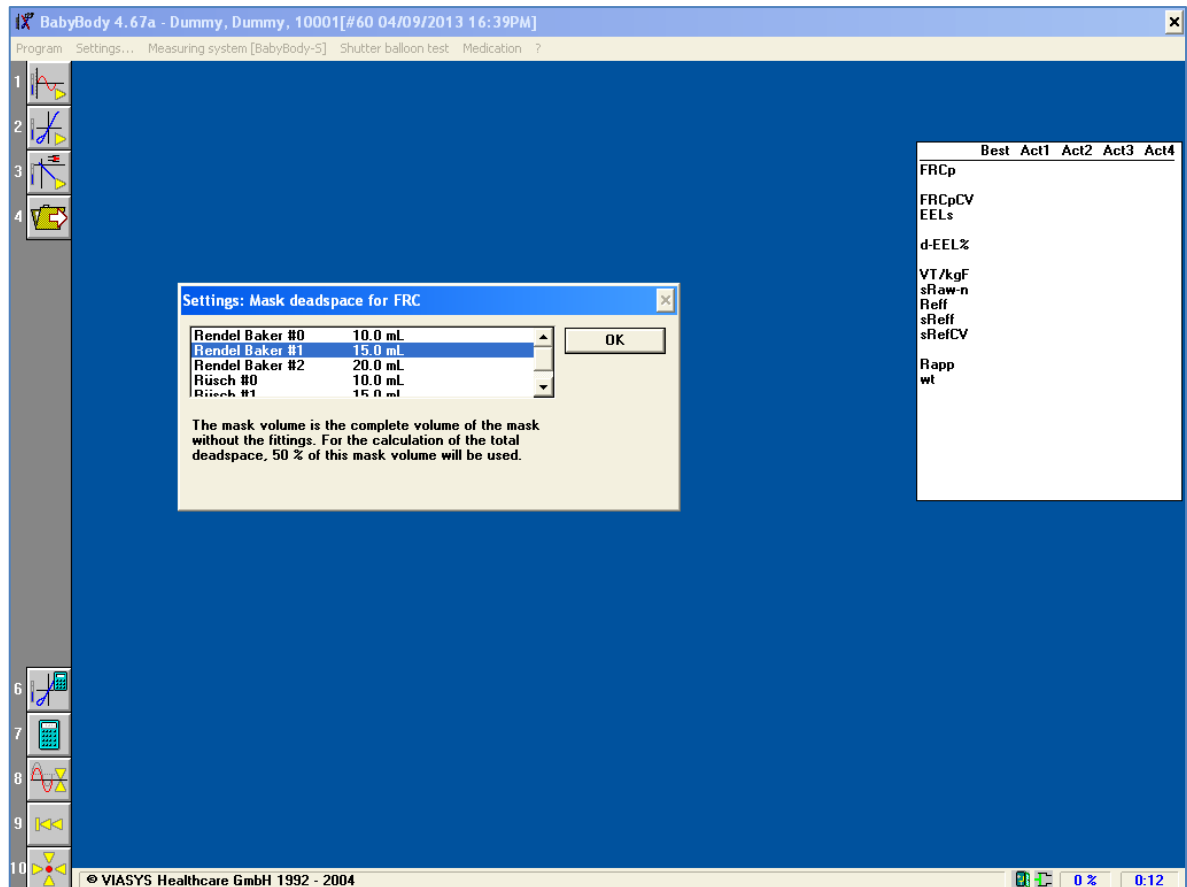 BabyBody 4.67a - Dummy, Dummy, 10001[#60 04/09/2013 16:39PM]
Program Settings... Measuring system [BabyBody-S] Shutter balloon test Medication ?
1
2
3
4
Best Act1 Act2 Act3 Act4
FRCp
FRCpCV
EELs
d-EEL%
VT/kgF
sRaw-n
Reff
sReff
sRefCV
Rapp
wt
Settings: Mask deadspace for FRC
Rendel Baker #0 10.0 mL
Rendel Baker #1 15.0 mL
Rendel Baker #2 20.0 mL
Rüsch #0 10.0 mL
Rüsch #1 15.0 mL
OK
The mask volume is the complete volume of the mask
without the fittings. For the calculation of the total
deadspace, 50 % of this mask volume will be used.
6
7
8
9
10
© VIASYS Healthcare GmbH 1992 - 2004 0 % 0:12